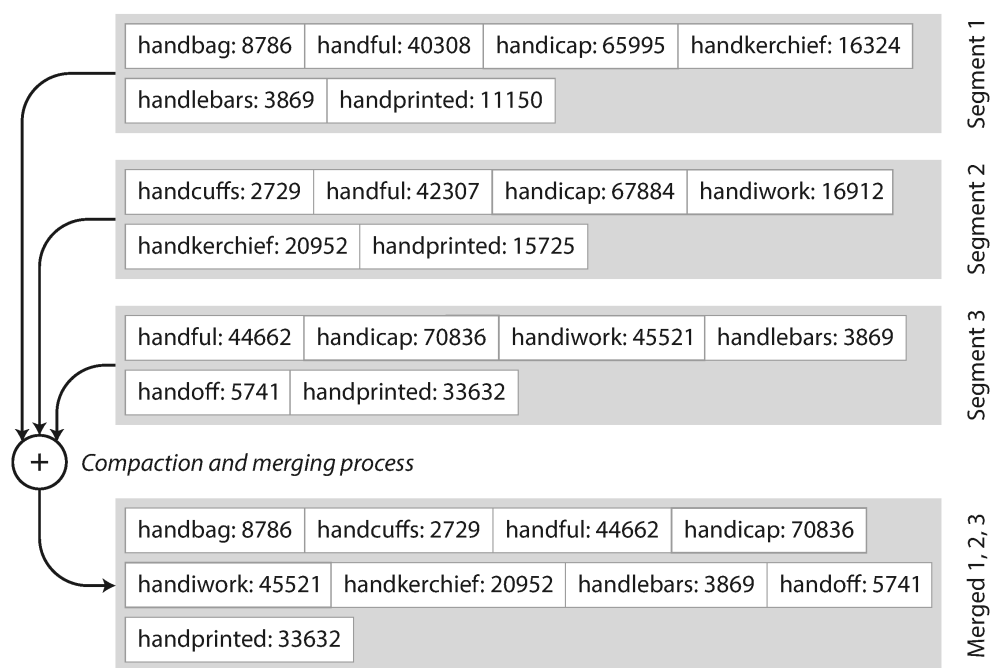 handbag: 8786 handful: 40308 handicap: 65995 handkerchief: 16324
handlebars: 3869 handprinted: 11150
Segment 1
handcuffs: 2729 handful: 42307 handicap: 67884 handiwork: 16912
handkerchief: 20952 handprinted: 15725
Segment 2
handful: 44662 handicap: 70836 handiwork: 45521 handlebars: 3869
handoff: 5741 handprinted: 33632
Segment 3
+ Compaction and merging process
handbag: 8786 handcuffs: 2729 handful: 44662 handicap: 70836
handiwork: 45521 handkerchief: 20952 handlebars: 3869 handoff: 5741
handprinted: 33632
Merged 1, 2, 3